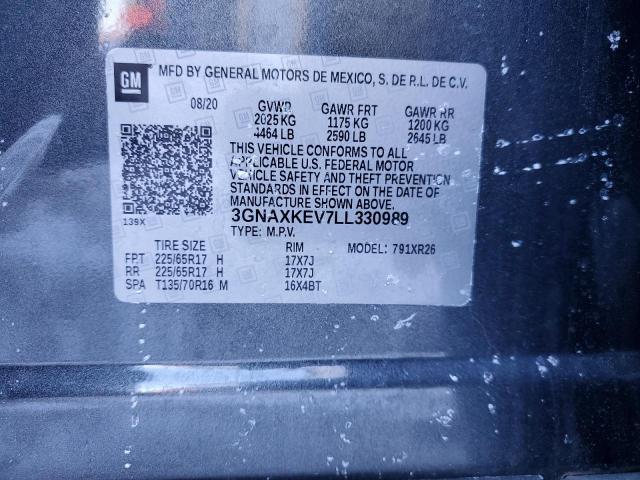 GM MFD BY GENERAL MOTORS DE MEXICO, S. DE R.L. DE C.V.
08/20 GVWR GAWR FRT GAWR RR
2025 KG 1175 KG 1200 KG
4464 LB 2590 LB 2645 LB
THIS VEHICLE CONFORMS TO ALL
APPLICABLE U.S. FEDERAL MOTOR
VEHICLE SAFETY AND THEFT PREVENTION
STANDARDS IN EFFECT ON THE DATE OF
MANUFACTURE SHOWN ABOVE.
139X 3GNAXKEV7LL330989
TYPE: M.P.V.
TIRE SIZE RIM MODEL: 791XR26
FRT 225/65R17 H 17X7J
RR 225/65R17 H 17X7J
SPA T135/70R16 M 16X4BT